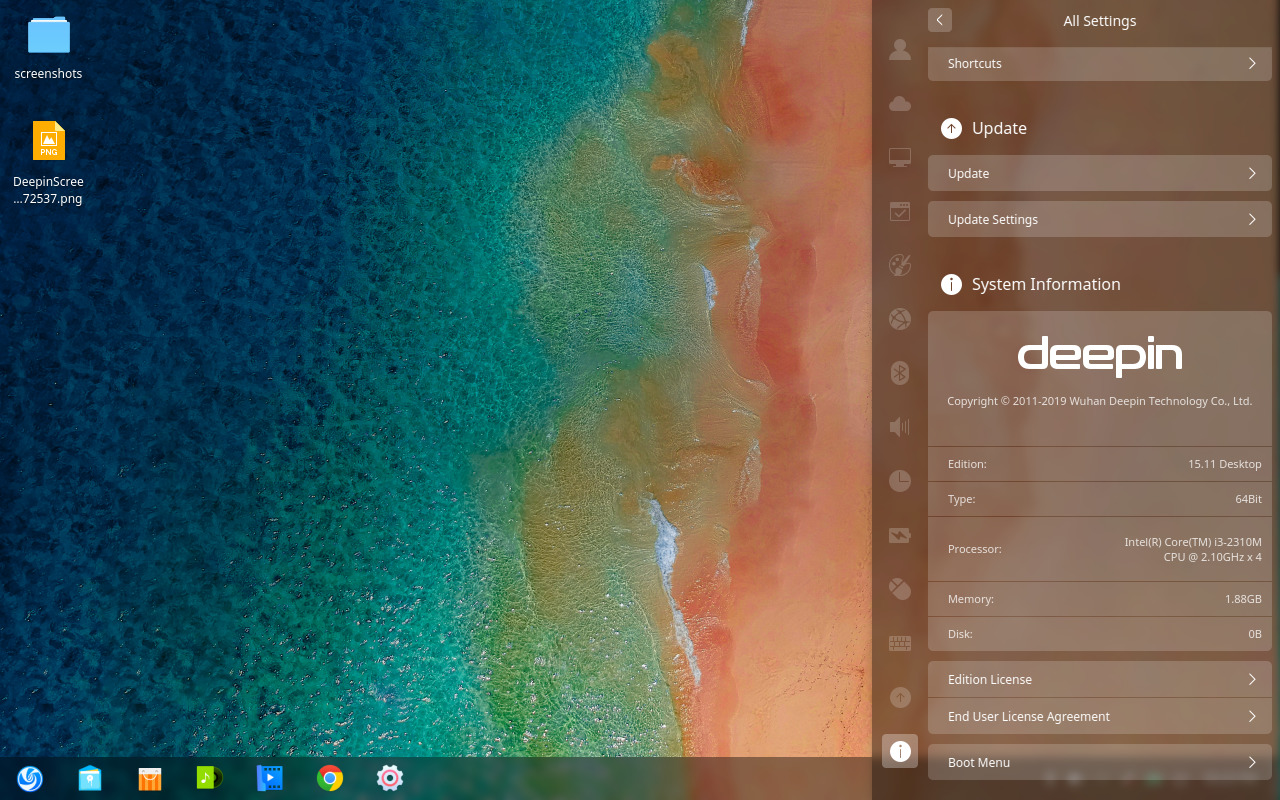 screenshots
PNG
DeepinScree
...72537.png
All Settings
Shortcuts
Update
Update
Update Settings
System Information
deepin
Copyright © 2011-2019 Wuhan Deepin Technology Co., Ltd.
Edition: 15.11 Desktop
Type: 64Bit
Processor: Intel(R) Core(TM) i3-2310M
CPU @ 2.10GHz x 4
Memory: 1.88GB
Disk: 0B
Edition License
End User License Agreement
Boot Menu